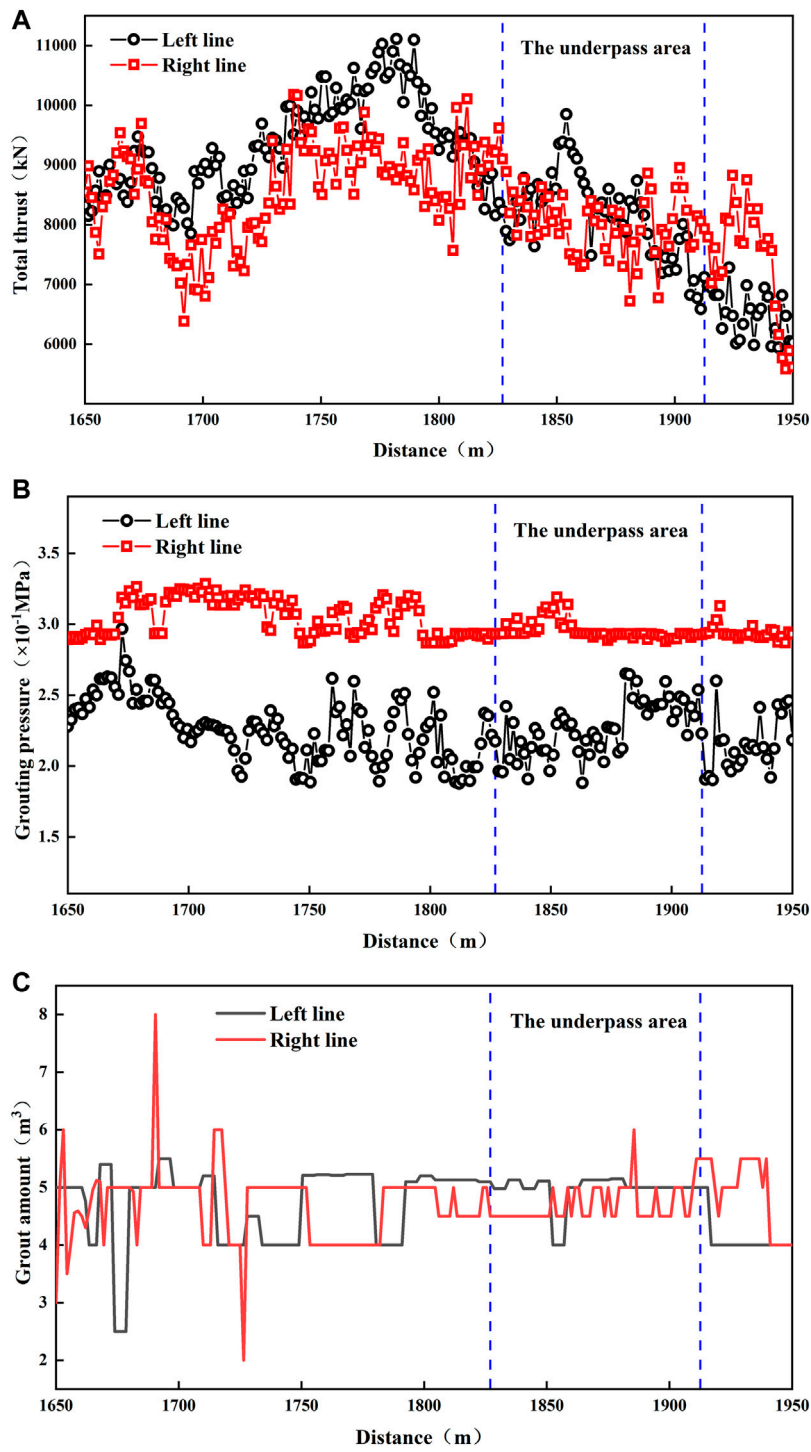 A
Left line
Right line
The underpass area
Total thrust（kN）
11000
10000
9000
8000
7000
6000
1650 1700 1750 1800 1850 1900 1950
Distance（m）
B
Left line
Right line
The underpass area
Grouting pressure（×10⁻¹MPa）
3.5
3.0
2.5
2.0
1.5
1650 1700 1750 1800 1850 1900 1950
Distance（m）
C
Left line
Right line
The underpass area
Grout amount（m³）
8
7
6
5
4
3
2
1650 1700 1750 1800 1850 1900 1950
Distance（m）